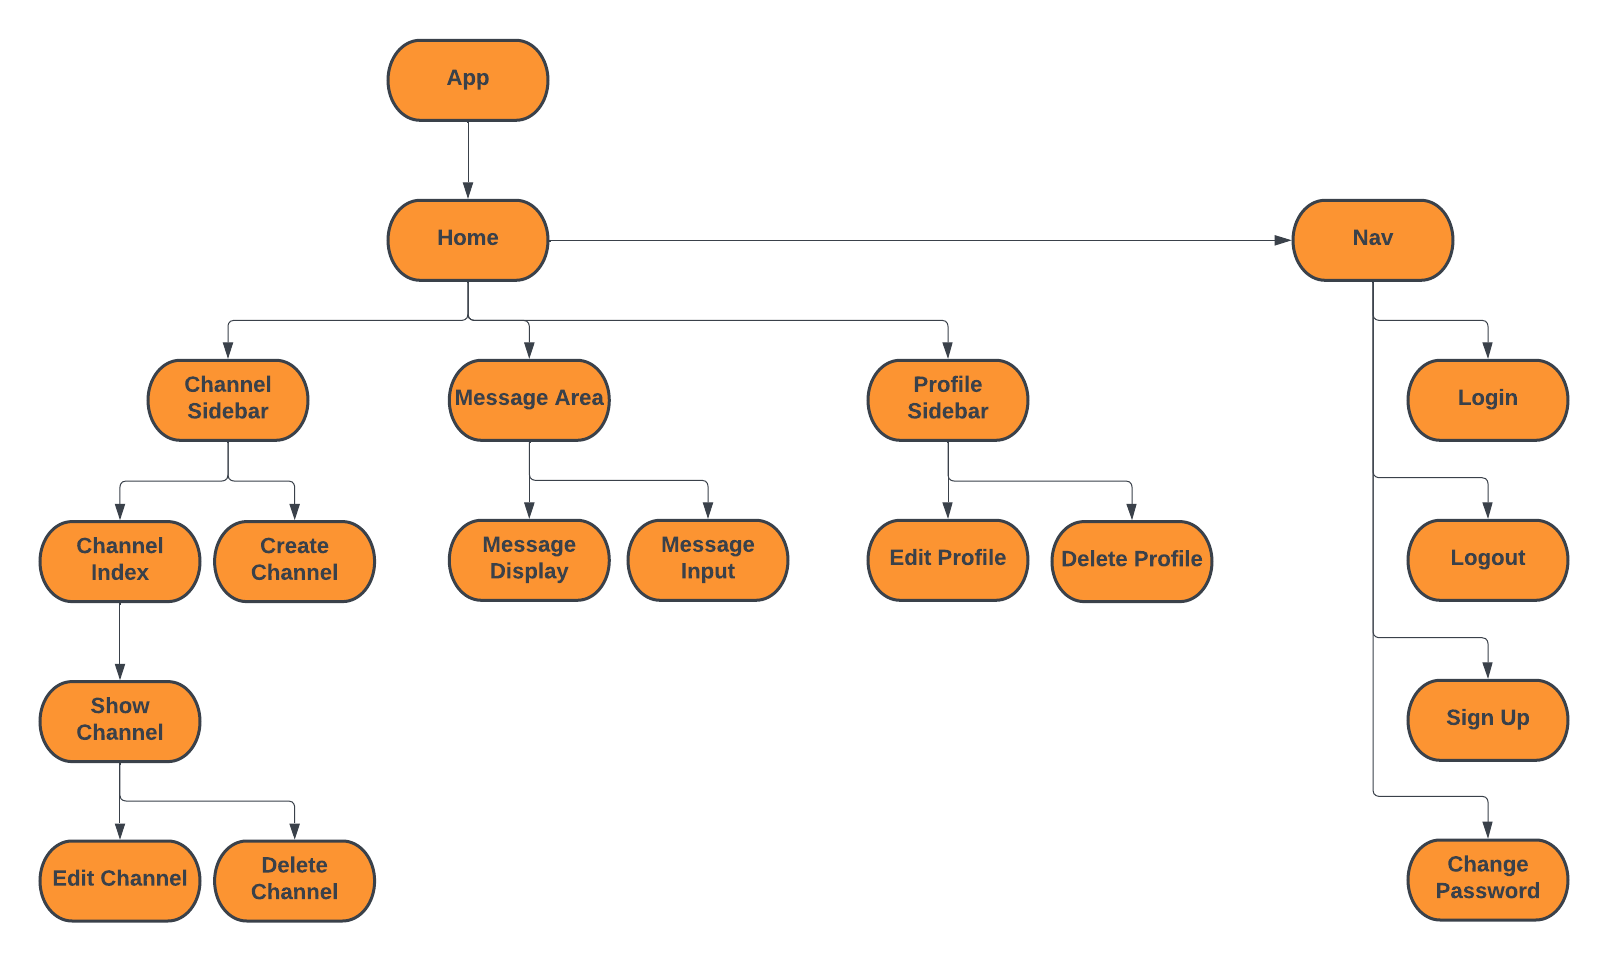 App
Home
Nav
Channel
Sidebar
Message Area
Profile
Sidebar
Login
Channel
Index
Create
Channel
Message
Display
Message
Input
Edit Profile
Delete Profile
Logout
Show
Channel
Sign Up
Edit Channel
Delete
Channel
Change
Password